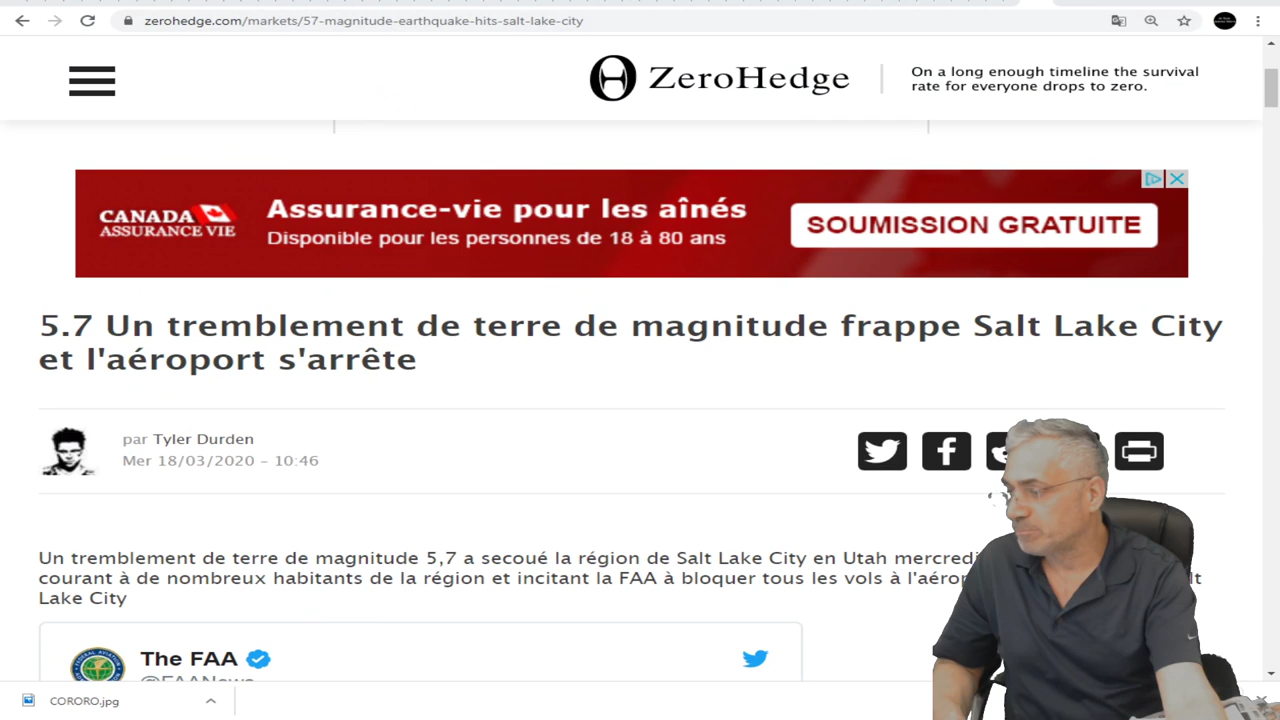 zerohedge.com/markets/57-magnitude-earthquake-hits-salt-lake-city
ZeroHedge
On a long enough timeline the survival
rate for everyone drops to zero.
CANADA
ASSURANCE VIE
Assurance-vie pour les aînés
Disponible pour les personnes de 18 à 80 ans
SOUMISSION GRATUITE
5.7 Un tremblement de terre de magnitude frappe Salt Lake City
et l'aéroport s'arrête
par Tyler Durden
Mer 18/03/2020 - 10:46
Un tremblement de terre de magnitude 5,7 a secoué la région de Salt Lake City en Utah mercredi
courant à de nombreux habitants de la région et incitant la FAA à bloquer tous les vols à
Lake City
The FAA
@FAANews
CORORO.jpg